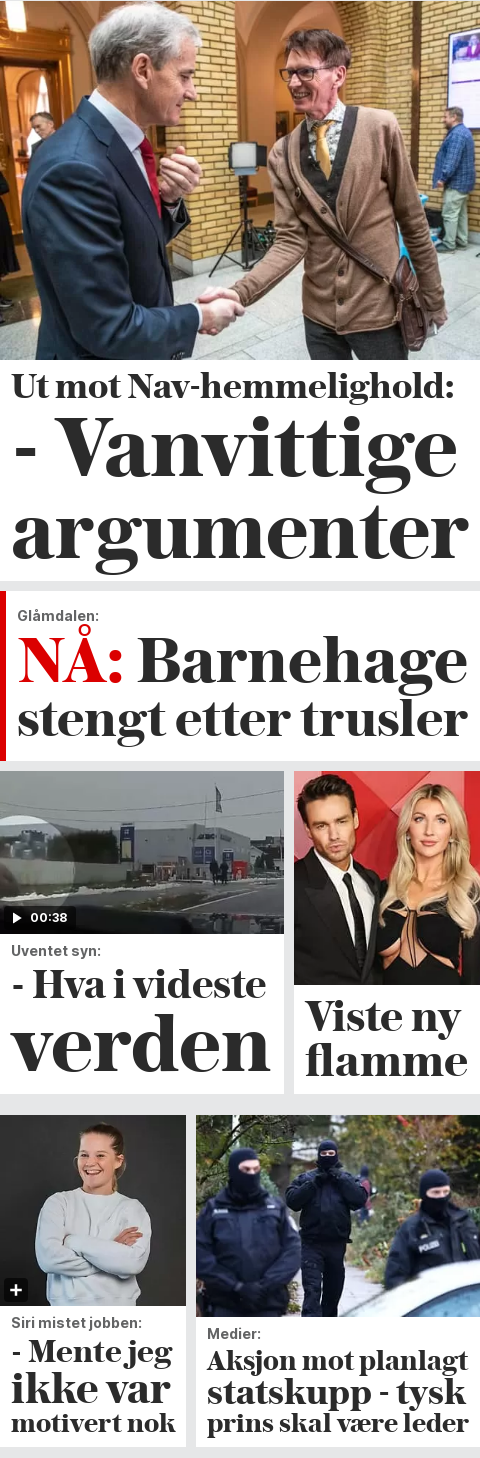 Ut mot Nav-hemmelighold:
- Vanvittige
argumenter
Glåmdalen:
NÅ: Barnehage
stengt etter trusler
00:38
Uventet syn:
- Hva i videste
verden
Viste ny
flamme
Siri mistet jobben:
- Mente jeg
ikke var
motivert nok
Medier:
Aksjon mot planlagt
statskupp - tysk
prins skal være leder